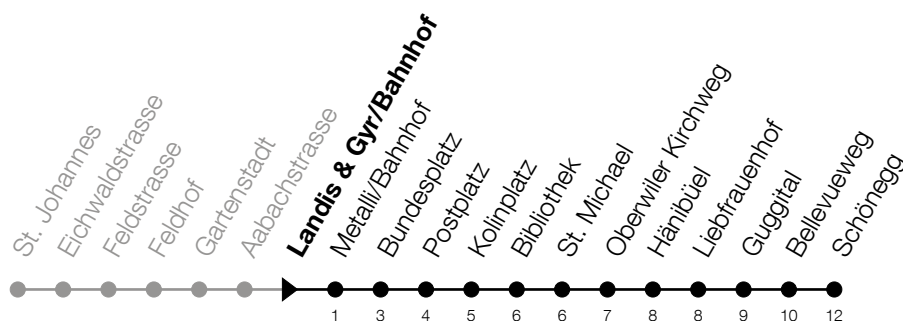 St. Johannes
Eichwaldstrasse
Feldstrasse
Feldhof
Gartenstadt
Aabachstrasse
Landis & Gyr/Bahnhof
Metalli/Bahnhof
Bundesplatz
Postplatz
Kolinplatz
Bibliothek
St. Michael
Oberwiler Kirchweg
Hänibüel
Liebfrauenhof
Guggital
Bellevueweg
Schönegg
1 3 4 5 6 6 7 8 8 9 10 12